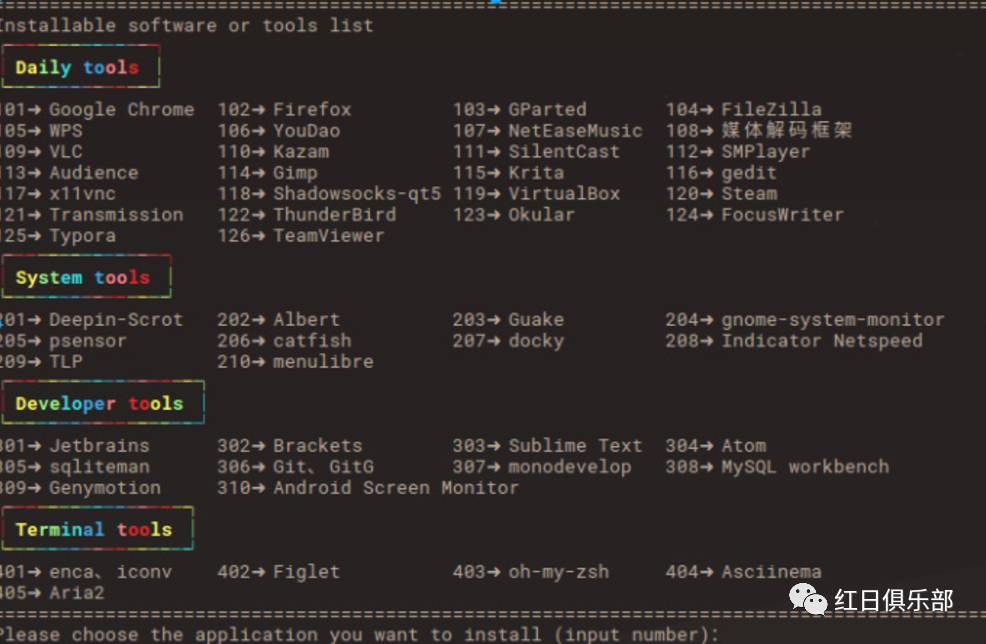 Installable software or tools list
Daily tools
101→ Google Chrome 102→ Firefox 103→ GParted 104→ FileZilla
105→ WPS 106→ YouDao 107→ NetEaseMusic 108→ 媒体解码框架
109→ VLC 110→ Kazam 111→ SilentCast 112→ SMPlayer
113→ Audience 114→ Gimp 115→ Krita 116→ gedit
117→ x11vnc 118→ Shadowsocks-qt5 119→ VirtualBox 120→ Steam
121→ Transmission 122→ ThunderBird 123→ Okular 124→ FocusWriter
125→ Typora 126→ TeamViewer
System tools
201→ Deepin-Scrot 202→ Albert 203→ Guake 204→ gnome-system-monitor
205→ psensor 206→ catfish 207→ docky 208→ Indicator Netspeed
209→ TLP 210→ menulibre
Developer tools
301→ Jetbrains 302→ Brackets 303→ Sublime Text 304→ Atom
305→ sqliteman 306→ Git、GitG 307→ monodevelop 308→ MySQL workbench
309→ Genymotion 310→ Android Screen Monitor
Terminal tools
401→ enca、iconv 402→ Figlet 403→ oh-my-zsh 404→ Asciinema
405→ Aria2
红日俱乐部
Please choose the application you want to install (input number):